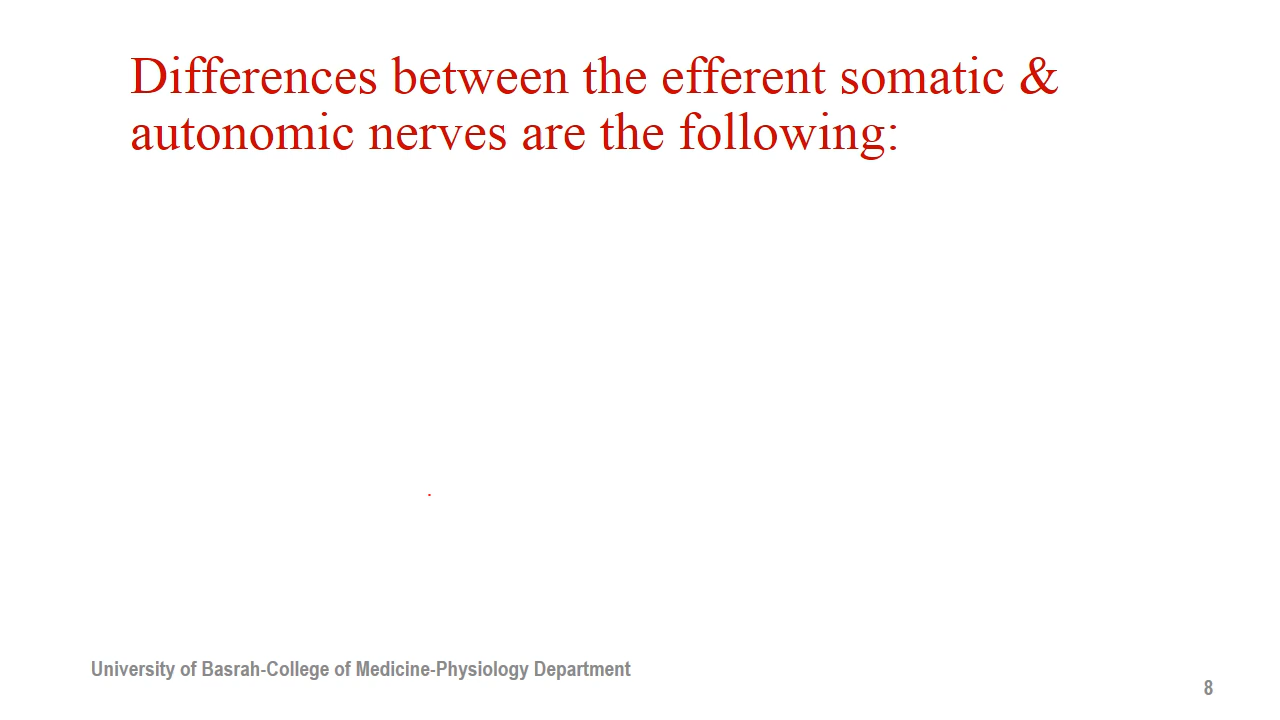 Differences between the efferent somatic &
autonomic nerves are the following:
.
University of Basrah-College of Medicine-Physiology Department
8